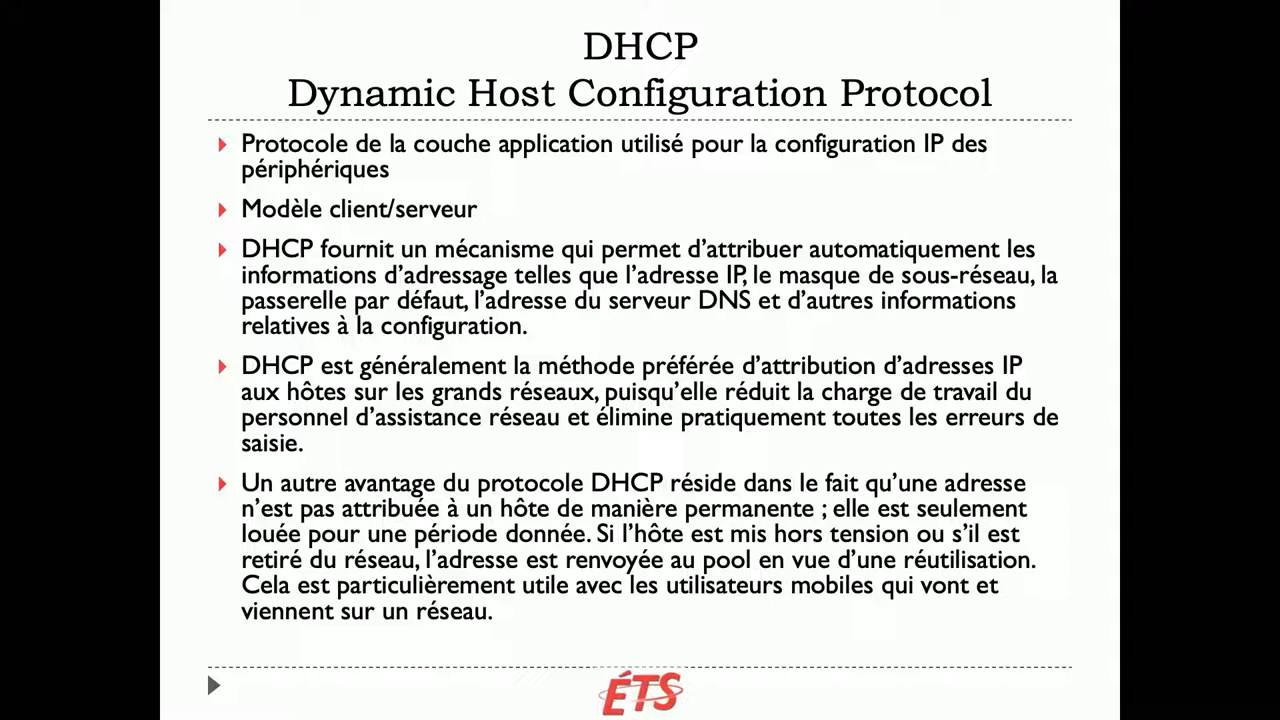 DHCP
Dynamic Host Configuration Protocol
Protocole de la couche application utilisé pour la configuration IP des
périphériques
Modèle client/serveur
DHCP fournit un mécanisme qui permet d’attribuer automatiquement les
informations d’adressage telles que l’adresse IP, le masque de sous-réseau, la
passerelle par défaut, l’adresse du serveur DNS et d’autres informations
relatives à la configuration.
DHCP est généralement la méthode préférée d’attribution d’adresses IP
aux hôtes sur les grands réseaux, puisqu’elle réduit la charge de travail du
personnel d’assistance réseau et élimine pratiquement toutes les erreurs de
saisie.
Un autre avantage du protocole DHCP réside dans le fait qu’une adresse
n’est pas attribuée à un hôte de manière permanente ; elle est seulement
louée pour une période donnée. Si l’hôte est mis hors tension ou s’il est
retiré du réseau, l’adresse est renvoyée au pool en vue d’une réutilisation.
Cela est particulièrement utile avec les utilisateurs mobiles qui vont et
viennent sur un réseau.
ÉTS